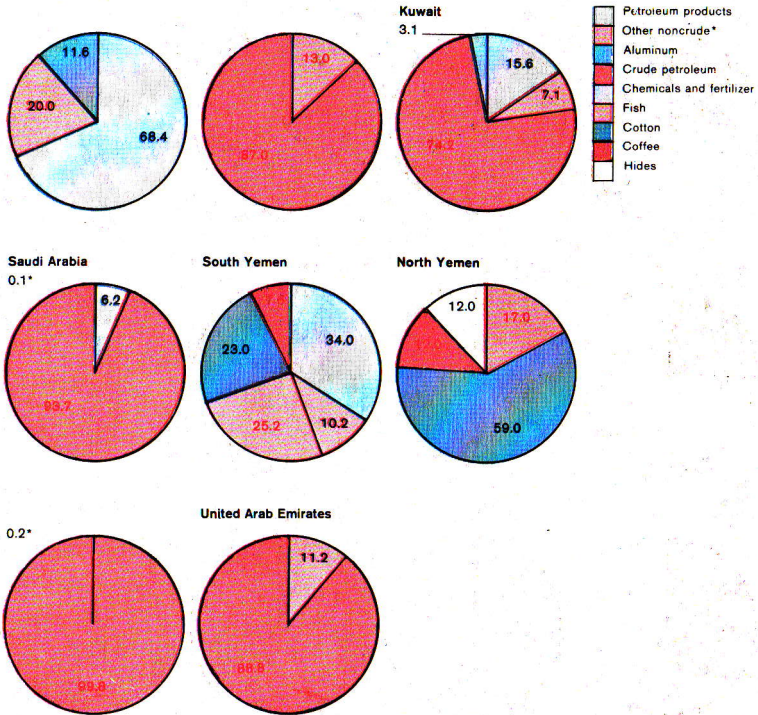 Kuwait
3.1
11.6
20.0
68.4
13.0
87.0
15.6
7.1
74.2
Petroleum products
Other noncrude*
Aluminum
Crude petroleum
Chemicals and fertilizer
Fish
Cotton
Coffee
Hides
Saudi Arabia
0.1*
6.2
93.7
South Yemen
34.0
23.0
25.2
10.2
North Yemen
12.0
17.0
12.0
59.0
0.2*
99.8
United Arab Emirates
11.2
88.8